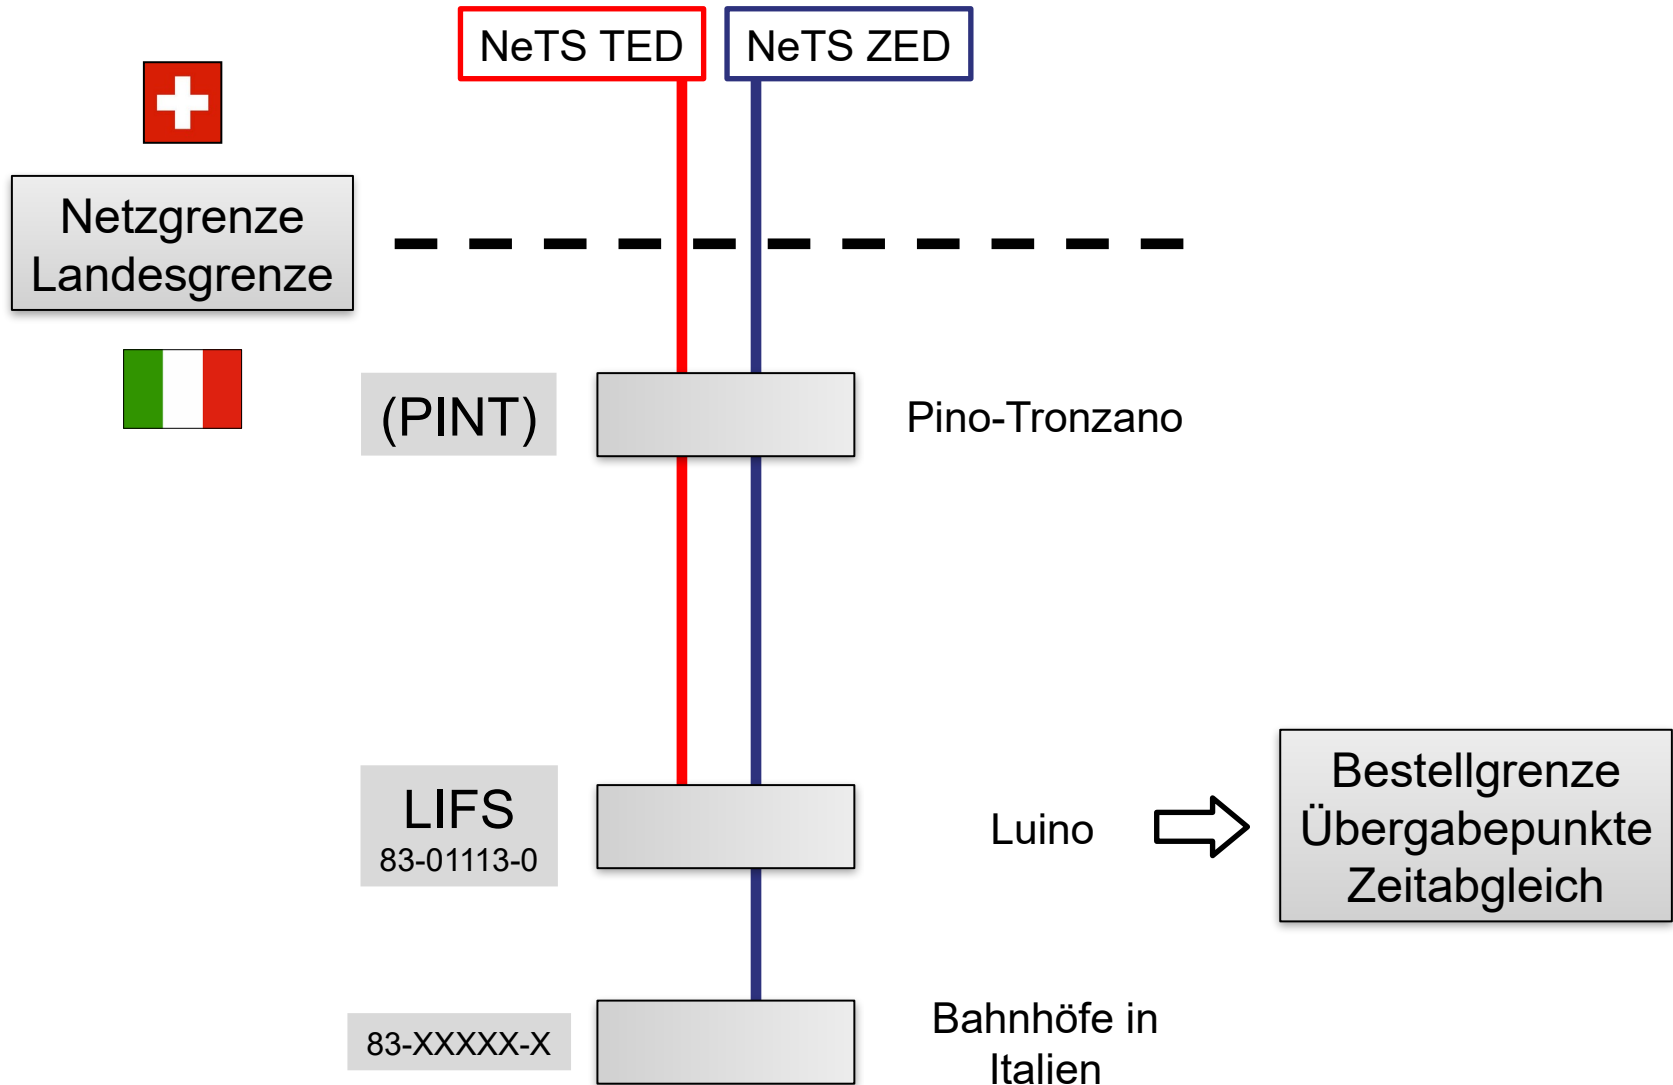 NeTS TED
NeTS ZED
Netzgrenze
Landesgrenze
(PINT)
Pino-Tronzano
LIFS
83-01113-0
Luino
Bestellgrenze
Übergabepunkte
Zeitabgleich
83-XXXXX-X
Bahnhöfe in
Italien